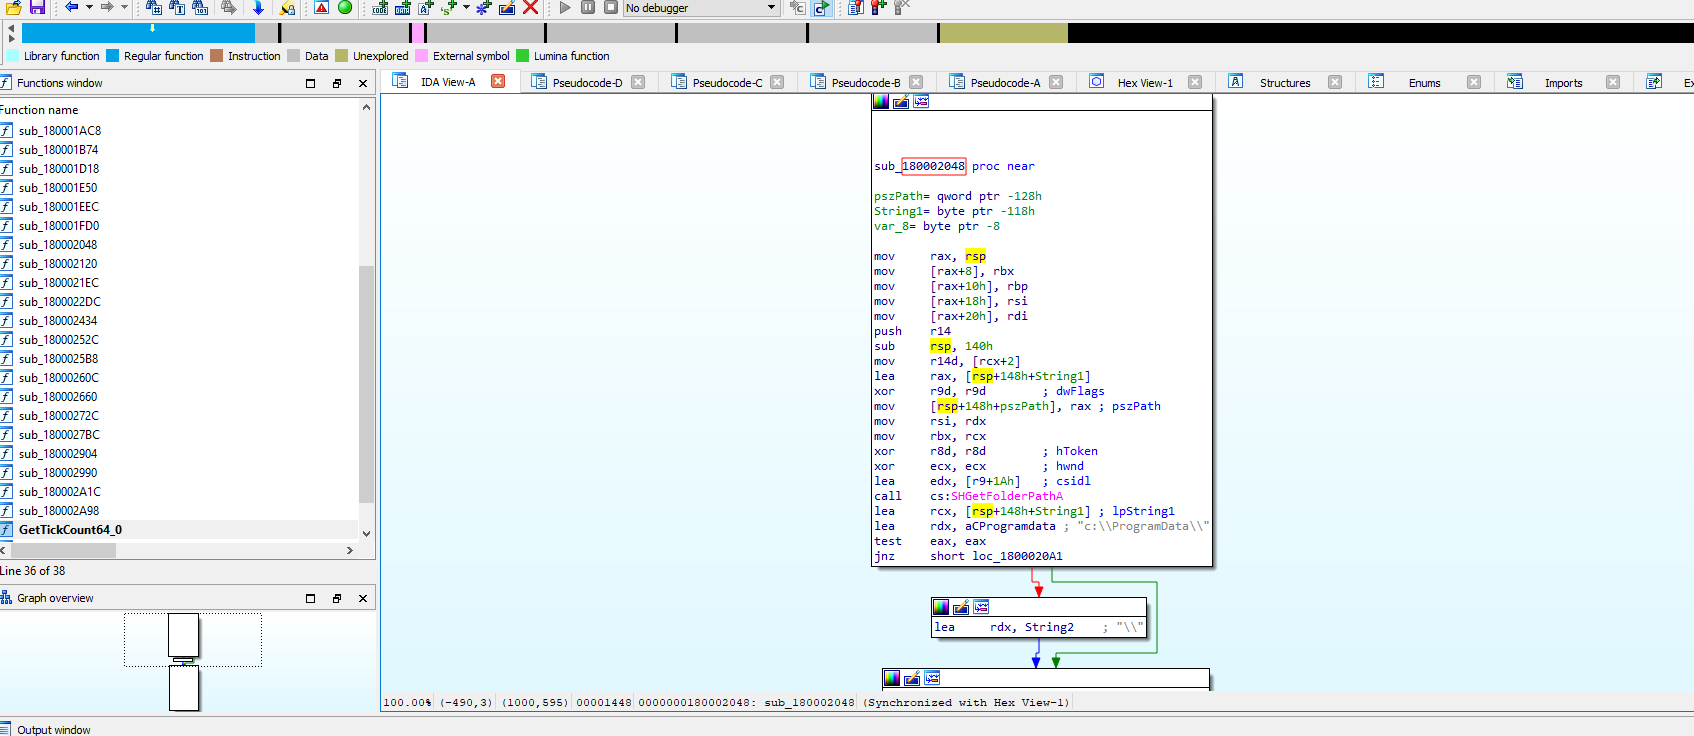 No debugger
Library function Regular function Instruction Data Unexplored External symbol Lumina function
Functions window
IDA View-A Pseudocode-D Pseudocode-C Pseudocode-B Pseudocode-A Hex View-1 Structures Enums Imports Ex
Function name
sub_180001AC8
sub_180001B74
sub_180001D18
sub_180001E50
sub_180001EEC
sub_180001FD0
sub_180002048
sub_180002120
sub_1800021EC
sub_1800022DC
sub_180002434
sub_18000252C
sub_1800025B8
sub_18000260C
sub_180002660
sub_18000272C
sub_1800027BC
sub_180002904
sub_180002990
sub_180002A1C
sub_180002A98
GetTickCount64_0
Line 36 of 38
Graph overview
sub_180002048 proc near
pszPath= qword ptr -128h
String1= byte ptr -118h
var_8= byte ptr -8
mov rax, rsp
mov [rax+8], rbx
mov [rax+10h], rbp
mov [rax+18h], rsi
mov [rax+20h], rdi
push r14
sub rsp, 140h
mov r14d, [rcx+2]
lea rax, [rsp+148h+String1]
xor r9d, r9d ; dwFlags
mov [rsp+148h+pszPath], rax ; pszPath
mov rsi, rdx
mov rbx, rcx
xor r8d, r8d ; hToken
xor ecx, ecx ; hwnd
lea edx, [r9+1Ah] ; csidl
call cs:SHGetFolderPathA
lea rcx, [rsp+148h+String1] ; lpString1
lea rdx, aCProgramdata ; "c:\\ProgramData\\"
test eax, eax
jnz short loc_1800020A1
lea rdx, String2 ; "\\"
100.00% (-490,3) (1000,595) 00001448 0000000180002048: sub_180002048 (Synchronized with Hex View-1)
Output window